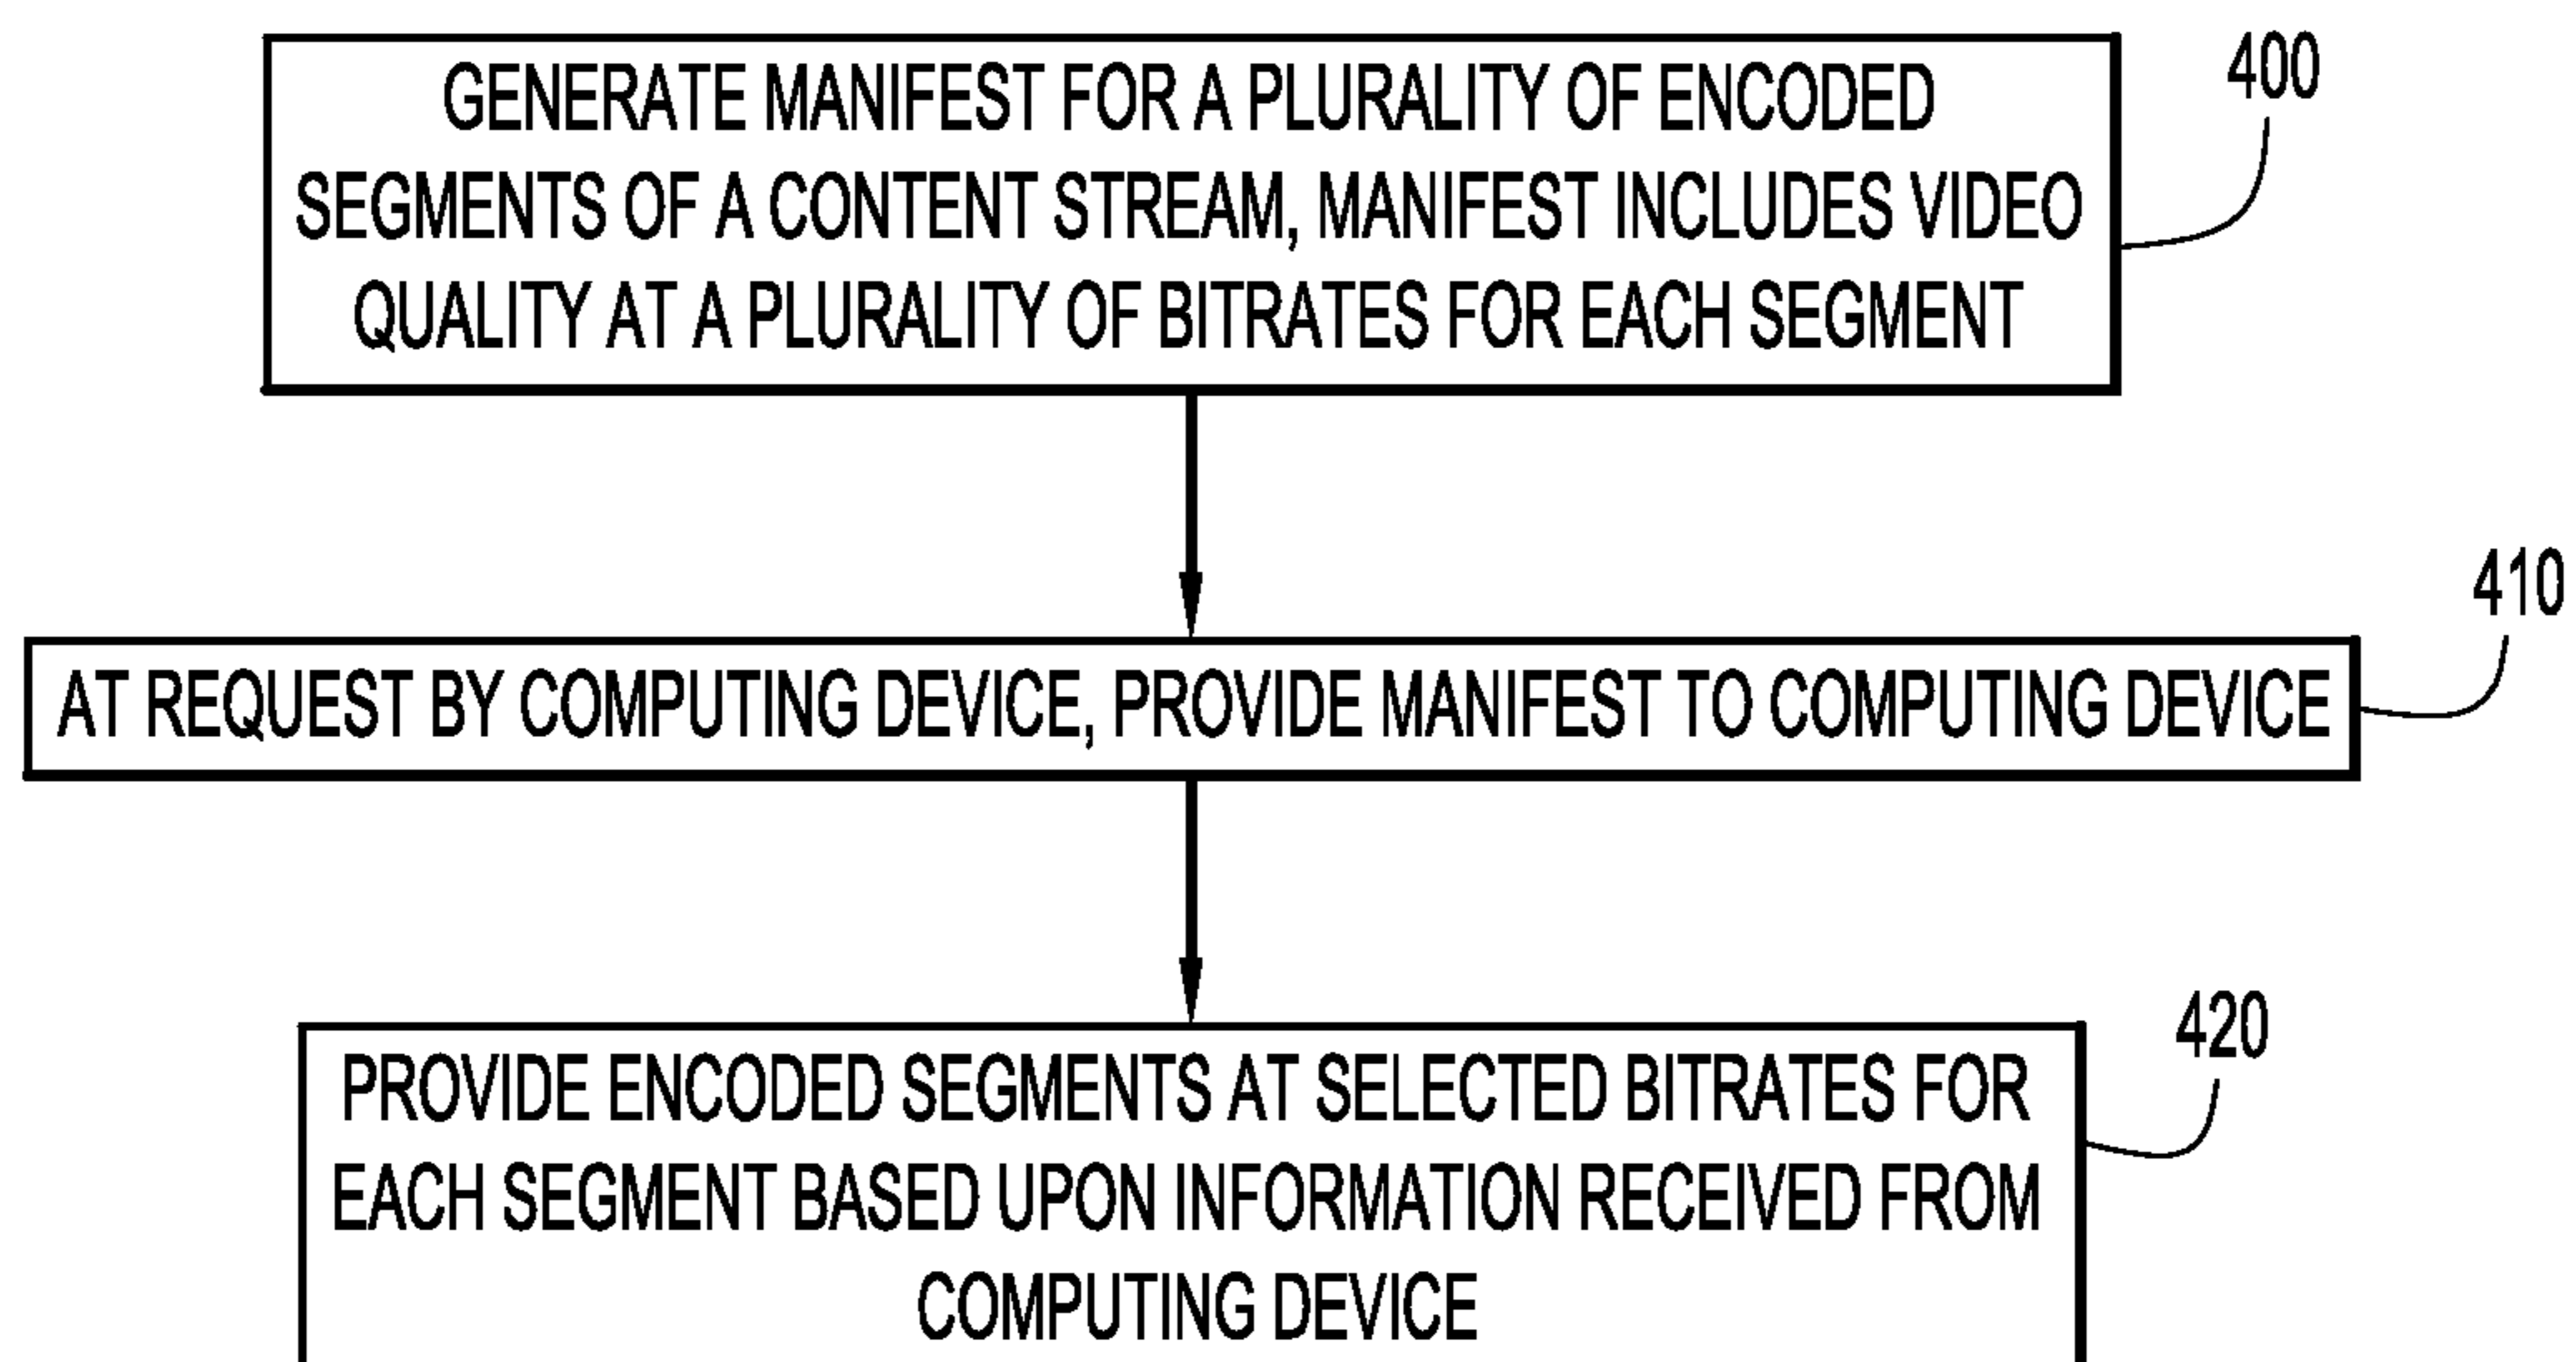 400
GENERATE MANIFEST FOR A PLURALITY OF ENCODED
SEGMENTS OF A CONTENT STREAM, MANIFEST INCLUDES VIDEO
QUALITY AT A PLURALITY OF BITRATES FOR EACH SEGMENT
410
AT REQUEST BY COMPUTING DEVICE, PROVIDE MANIFEST TO COMPUTING DEVICE
420
PROVIDE ENCODED SEGMENTS AT SELECTED BITRATES FOR
EACH SEGMENT BASED UPON INFORMATION RECEIVED FROM
COMPUTING DEVICE